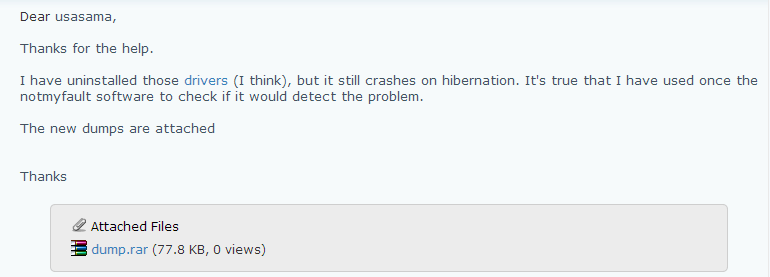 Dear usasama,
Thanks for the help.
I have uninstalled those drivers (I think), but it still crashes on hibernation. It's true that I have used once the
notmyfault software to check if it would detect the problem.
The new dumps are attached
Thanks
Attached Files
dump.rar (77.8 KB, 0 views)